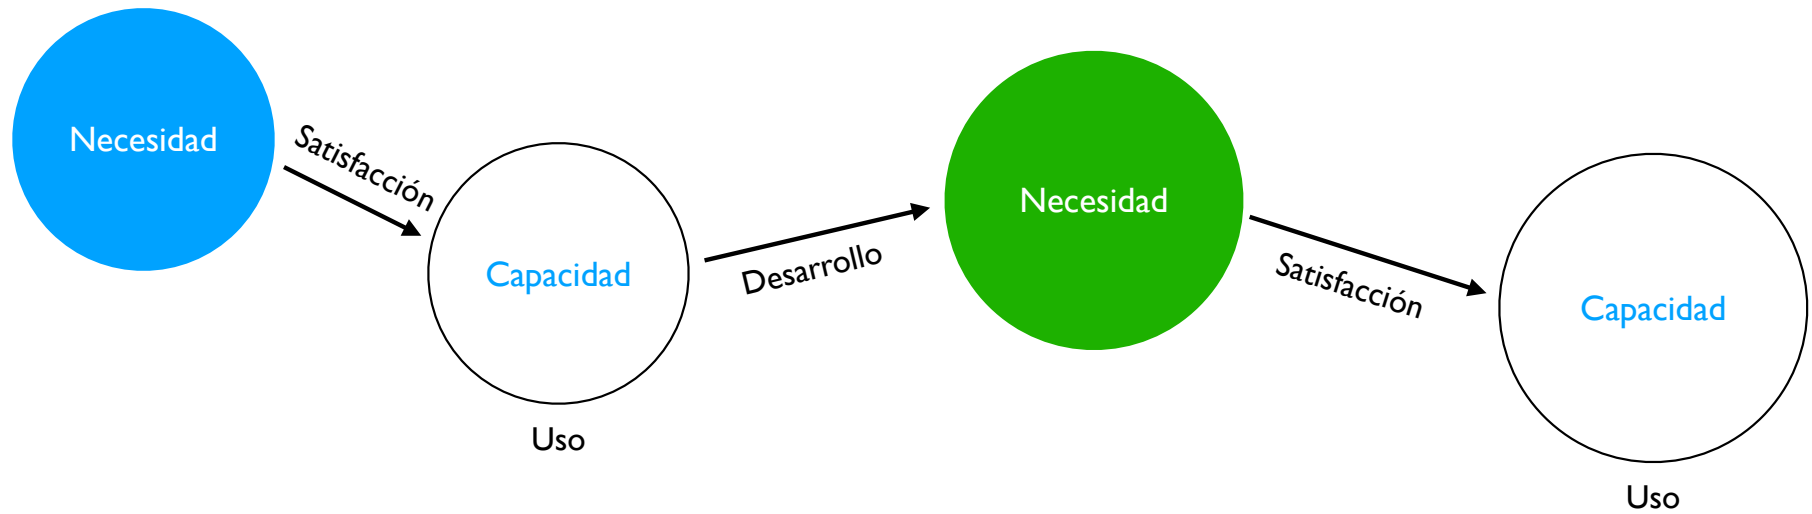 Necesidad
Satisfacción
Capacidad
Uso
Desarrollo
Necesidad
Satisfacción
Capacidad
Uso